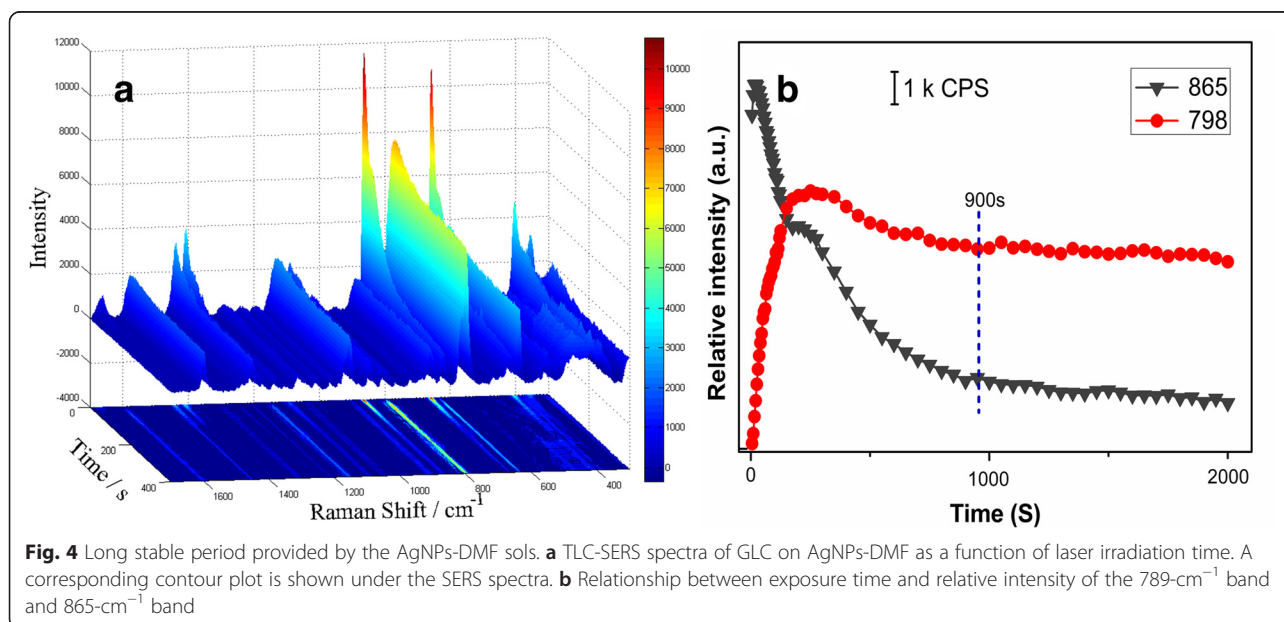 a
12000
10000
8000
6000
4000
2000
0
-2000
-4000
Intensity
0
200
400
Time / s
1600
1400
1200
1000
800
600
400
Raman Shift / cm⁻¹
10000
9000
8000
7000
6000
5000
4000
3000
2000
1000
0
b
1 k CPS
865
798
900s
Relative intensity (a.u.)
0
1000
2000
Time (S)
Fig. 4 Long stable period provided by the AgNPs-DMF sols. a TLC-SERS spectra of GLC on AgNPs-DMF as a function of laser irradiation time. A
corresponding contour plot is shown under the SERS spectra. b Relationship between exposure time and relative intensity of the 789-cm⁻¹ band
and 865-cm⁻¹ band